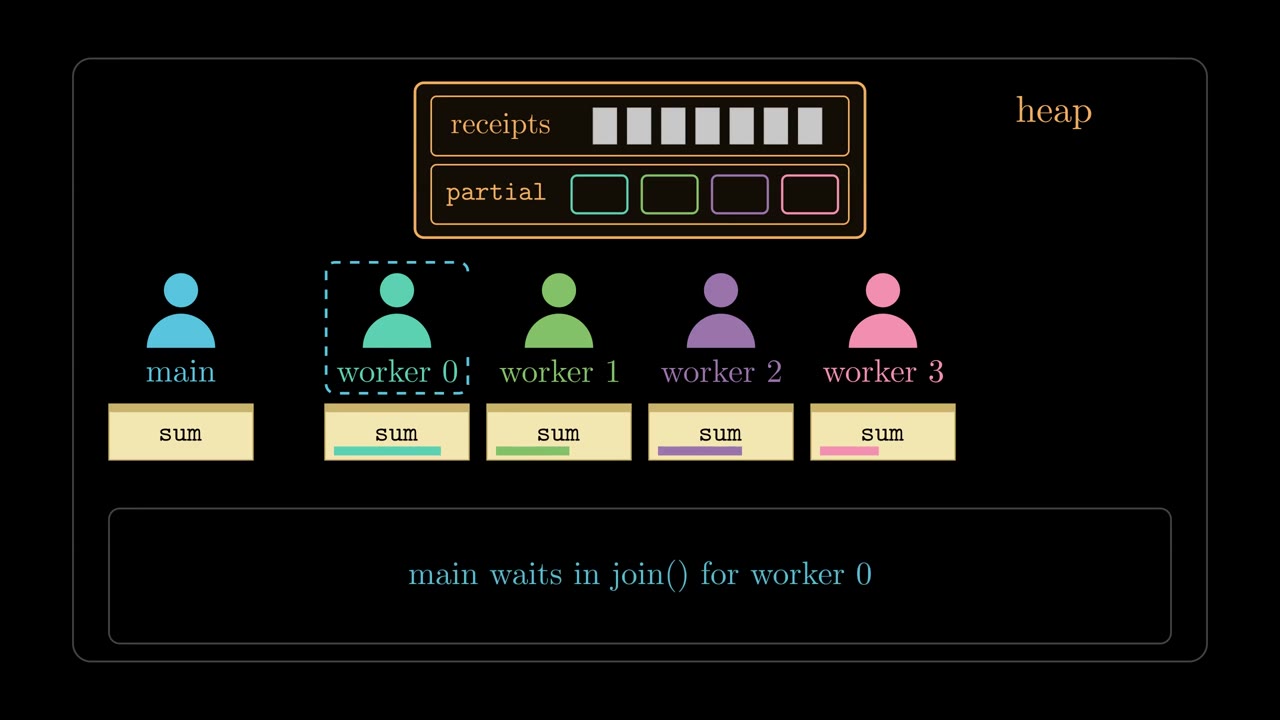 receipts
heap
partial
main
worker 0
worker 1
worker 2
worker 3
sum
sum
sum
sum
sum
main waits in join() for worker 0